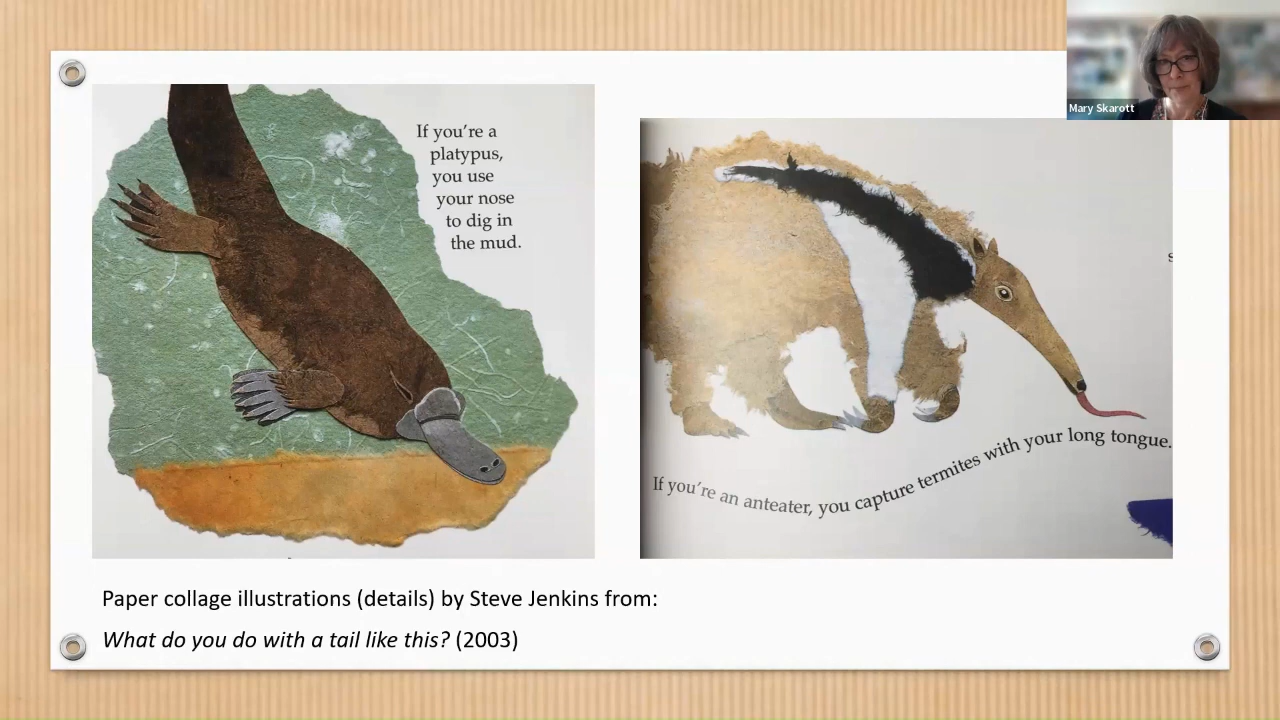 Mary Skarott
If you're a
platypus,
you use
your nose
to dig in
the mud.
If you're an anteater, you capture termites with your long tongue.
s
Paper collage illustrations (details) by Steve Jenkins from:
What do you do with a tail like this? (2003)